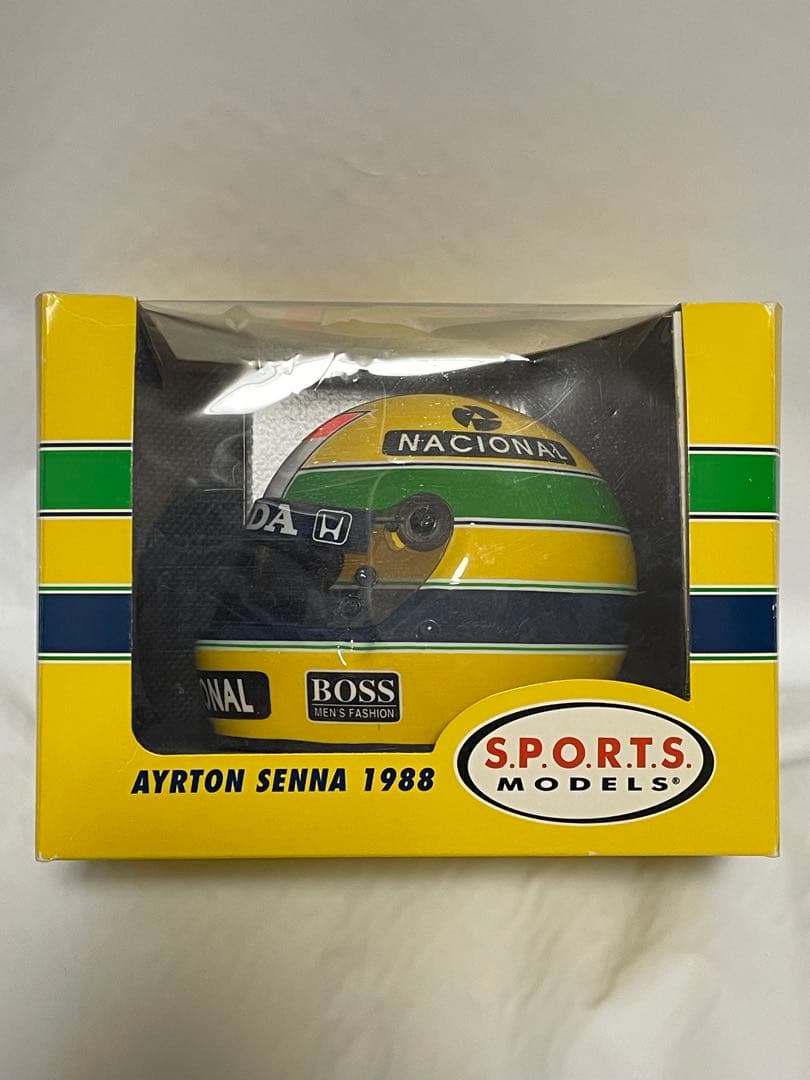 NACIONAL
DA H
ONAL
BOSS
MEN'S FASHION
AYRTON SENNA 1988
S.P.O.R.T.S.
MODELS®